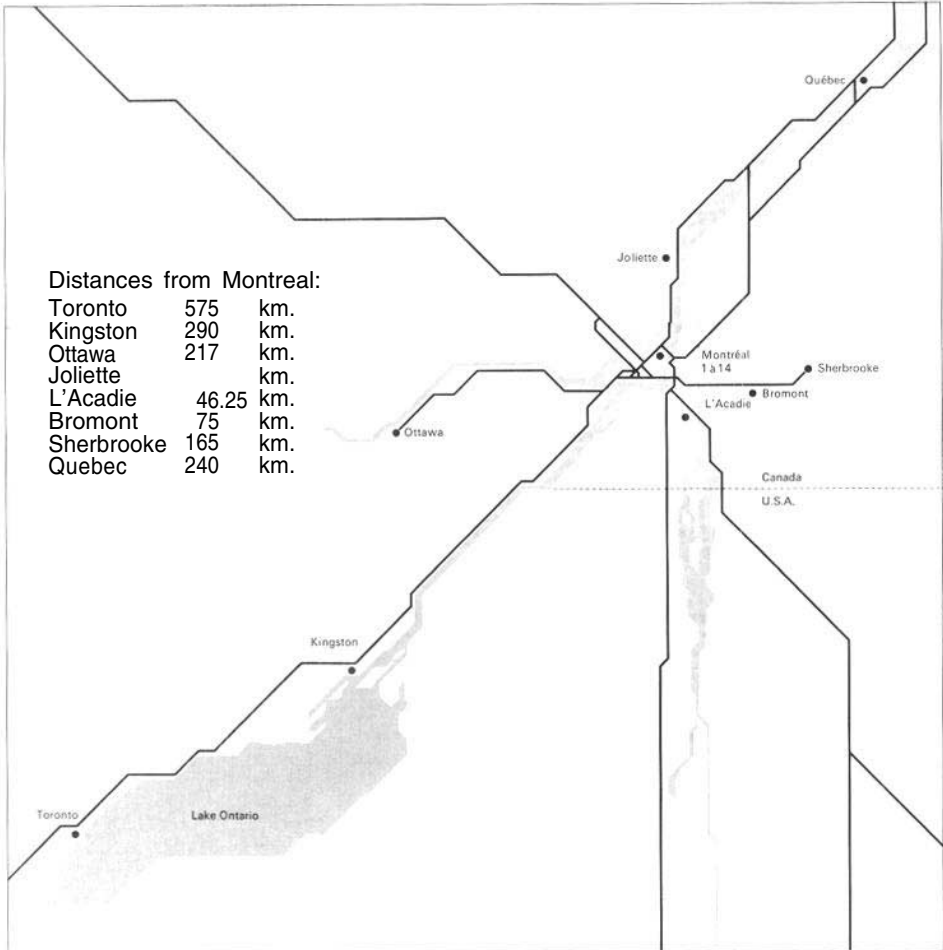 Québec
Joliette
Distances from Montreal:
Toronto 575 km.
Kingston 290 km.
Ottawa 217 km.
Joliette km.
L'Acadie 46.25 km.
Bromont 75 km.
Sherbrooke 165 km.
Quebec 240 km.
Montréal
1 à 14
Sherbrooke
Bromont
L'Acadie
Ottawa
Canada
U.S.A.
Kingston
Toronto
Lake Ontario